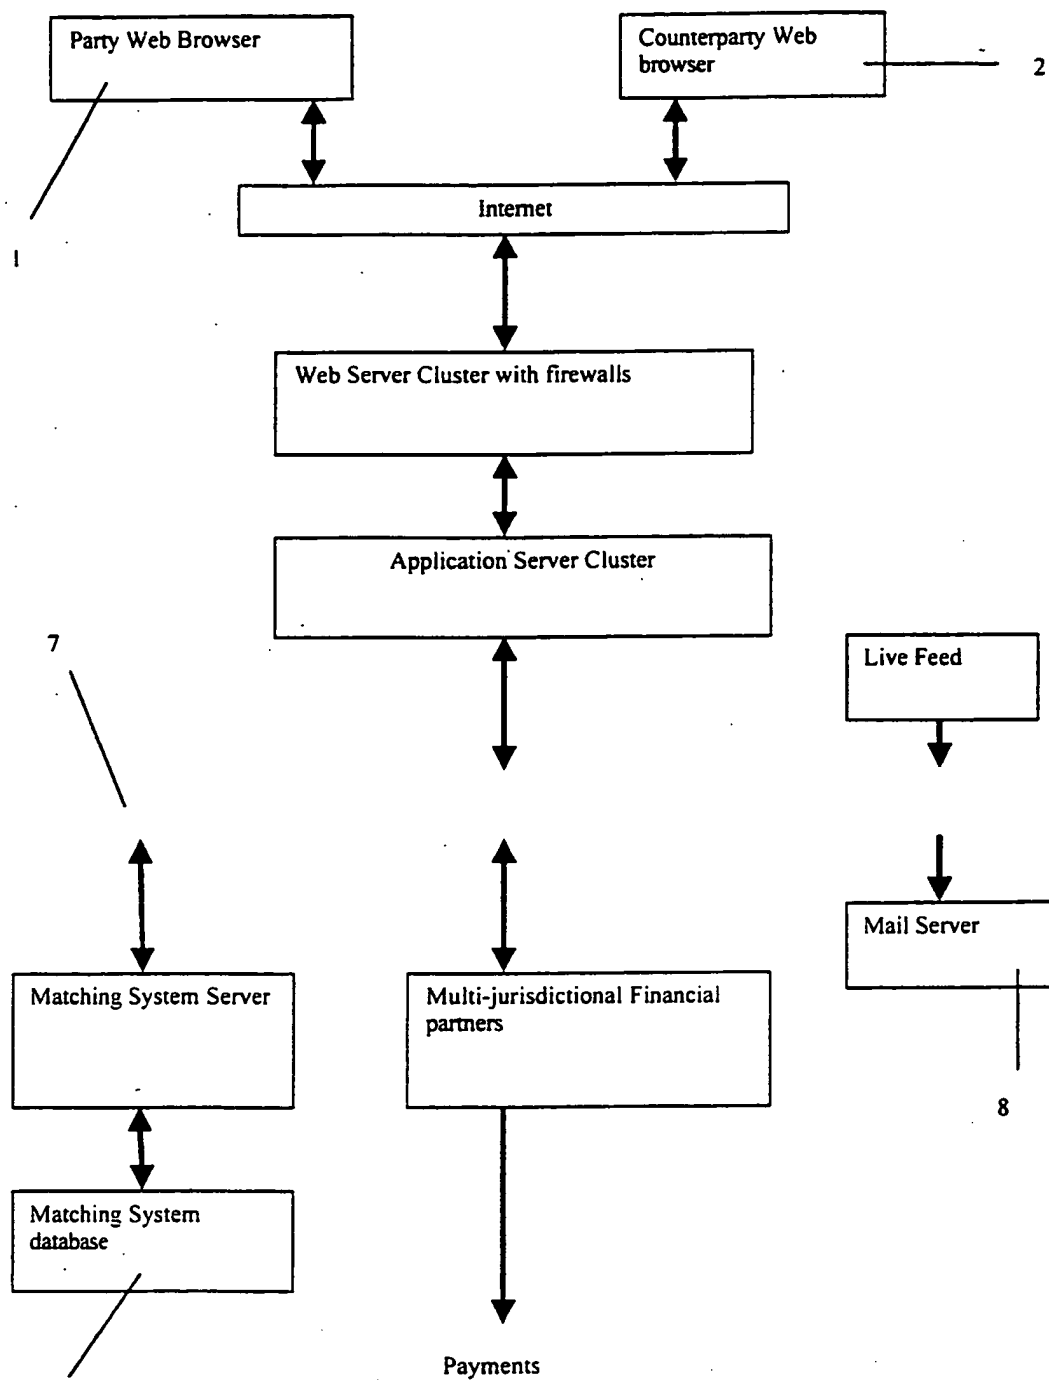 Party Web Browser
Counterparty Web
browser
2
Internet
1
Web Server Cluster with firewalls
Application Server Cluster
7
Live Feed
Mail Server
Matching System Server
Multi-jurisdictional Financial
partners
8
Matching System
database
Payments